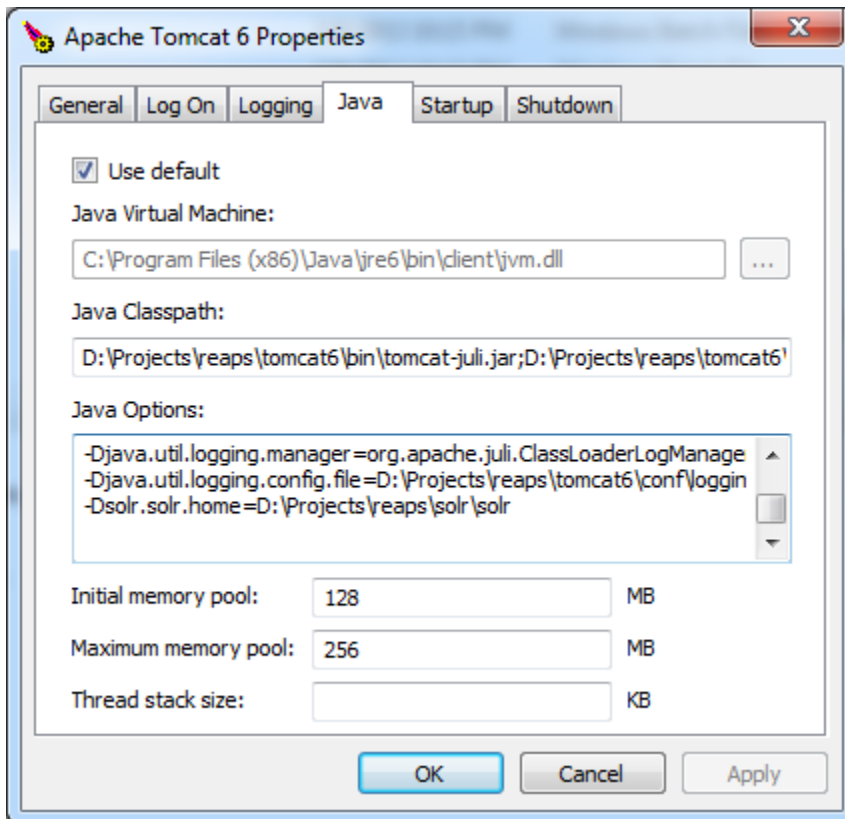 Apache Tomcat 6 Properties
General Log On Logging Java Startup Shutdown
Use default
Java Virtual Machine:
C:\Program Files (x86)\Java\jre6\bin\client\jvm.dll ...
Java Classpath:
D:\Projects\reaps\tomcat6\bin\tomcat-juli.jar;D:\Projects\reaps\tomcat6\
Java Options:
-Djava.util.logging.manager=org.apache.juli.ClassLoaderLogManage
-Djava.util.logging.config.file=D:\Projects\reaps\tomcat6\conf\loggin
-Dsolr.solr.home=D:\Projects\reaps\solr\solr
Initial memory pool: 128 MB
Maximum memory pool: 256 MB
Thread stack size: KB
OK Cancel Apply